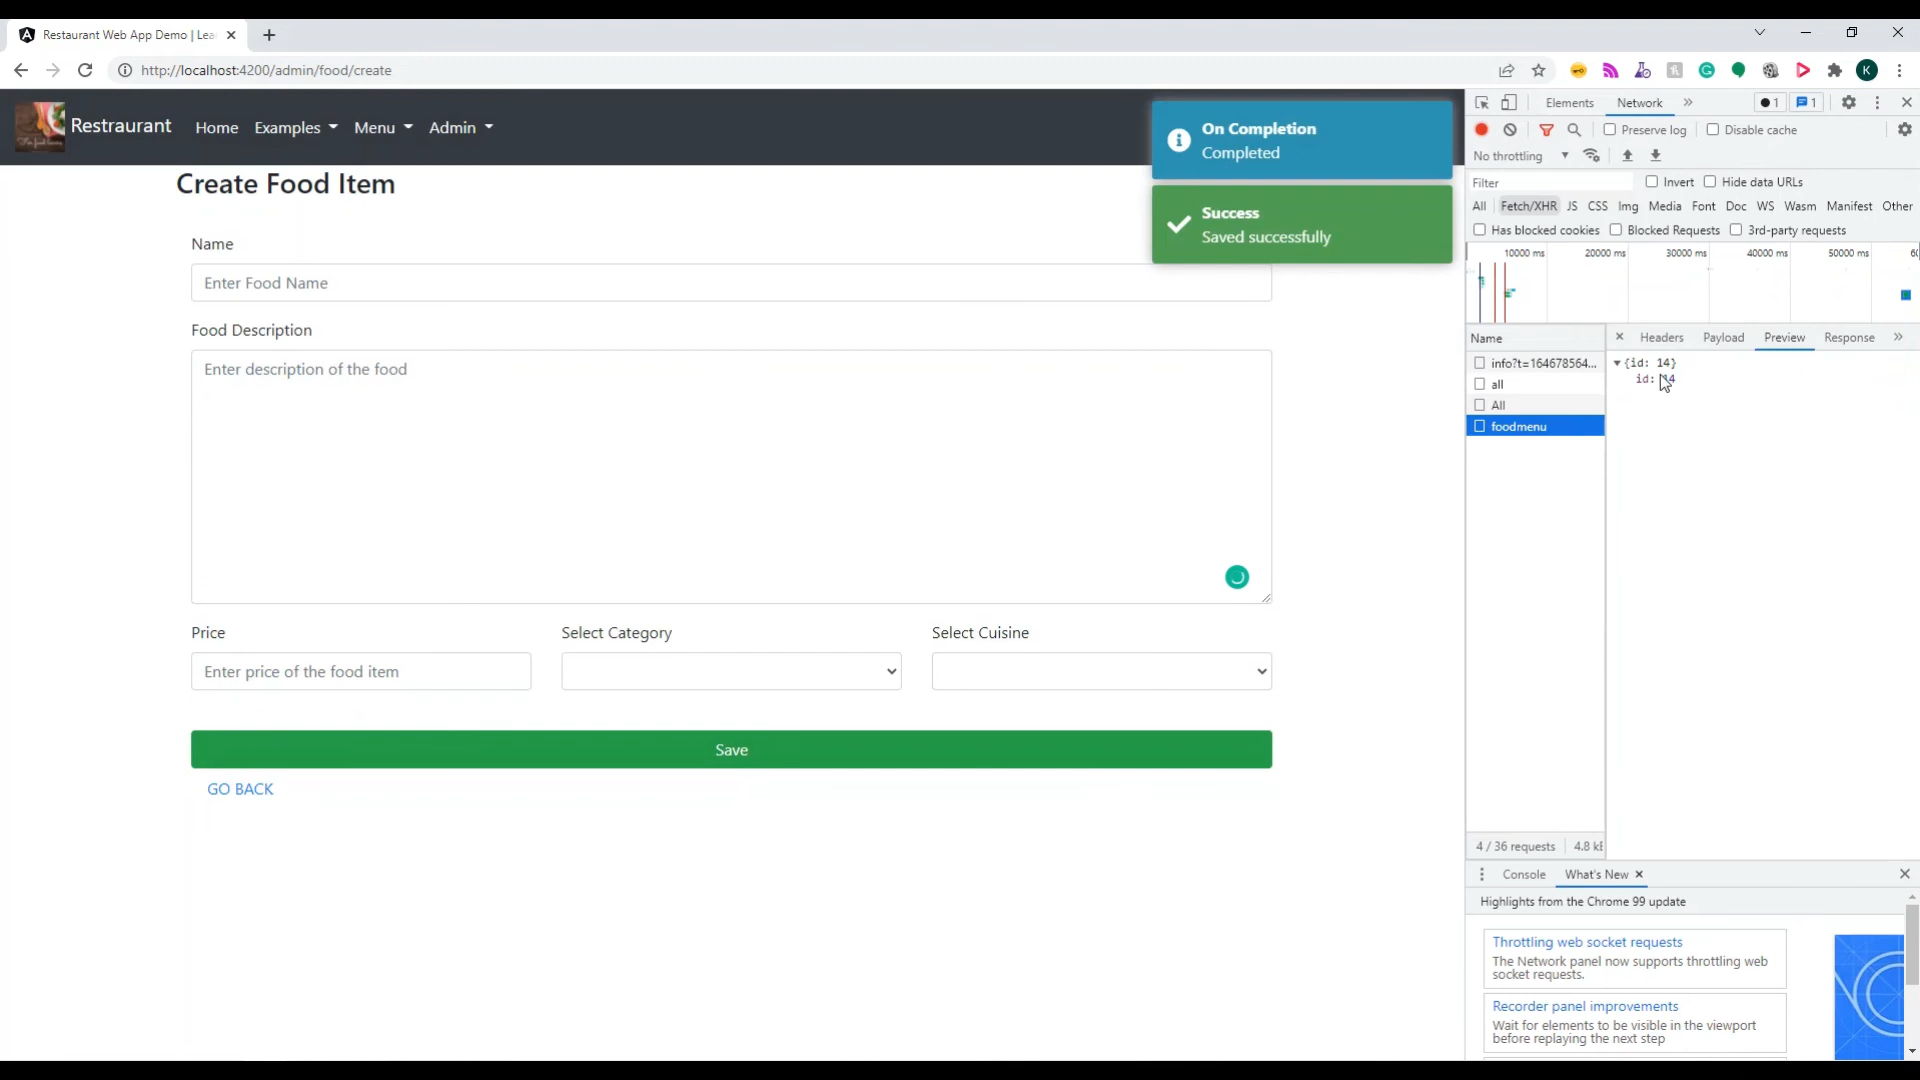 Restaurant Web App Demo | Lea
http://localhost:4200/admin/food/create
K
Restraurant
Home
Examples
Menu
Admin
On Completion
Completed
Success
Saved successfully
Create Food Item
Name
Enter Food Name
Food Description
Enter description of the food
Price
Select Category
Select Cuisine
Enter price of the food item
Save
GO BACK
Elements
Network
1
1
Preserve log
Disable cache
No throttling
Filter
Invert
Hide data URLs
All
Fetch/XHR
JS
CSS
Img
Media
Font
Doc
WS
Wasm
Manifest
Other
Has blocked cookies
Blocked Requests
3rd-party requests
10000 ms
20000 ms
30000 ms
40000 ms
50000 ms
Name
Headers
Payload
Preview
Response
info?t=164678564...
all
All
foodmenu
{id: 14}
id: 14
4 / 36 requests
4.8 kB
Console
What's New
Highlights from the Chrome 99 update
Throttling web socket requests
The Network panel now supports throttling web
socket requests.
Recorder panel improvements
Wait for elements to be visible in the viewport
before replaying the next step